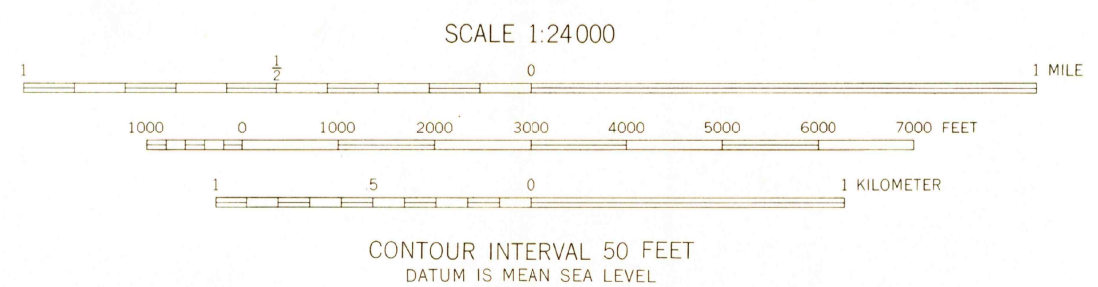 SCALE 1:24000
1 1/2 0 1 MILE
1000 0 1000 2000 3000 4000 5000 6000 7000 FEET
1 .5 0 1 KILOMETER
CONTOUR INTERVAL 50 FEET
DATUM IS MEAN SEA LEVEL